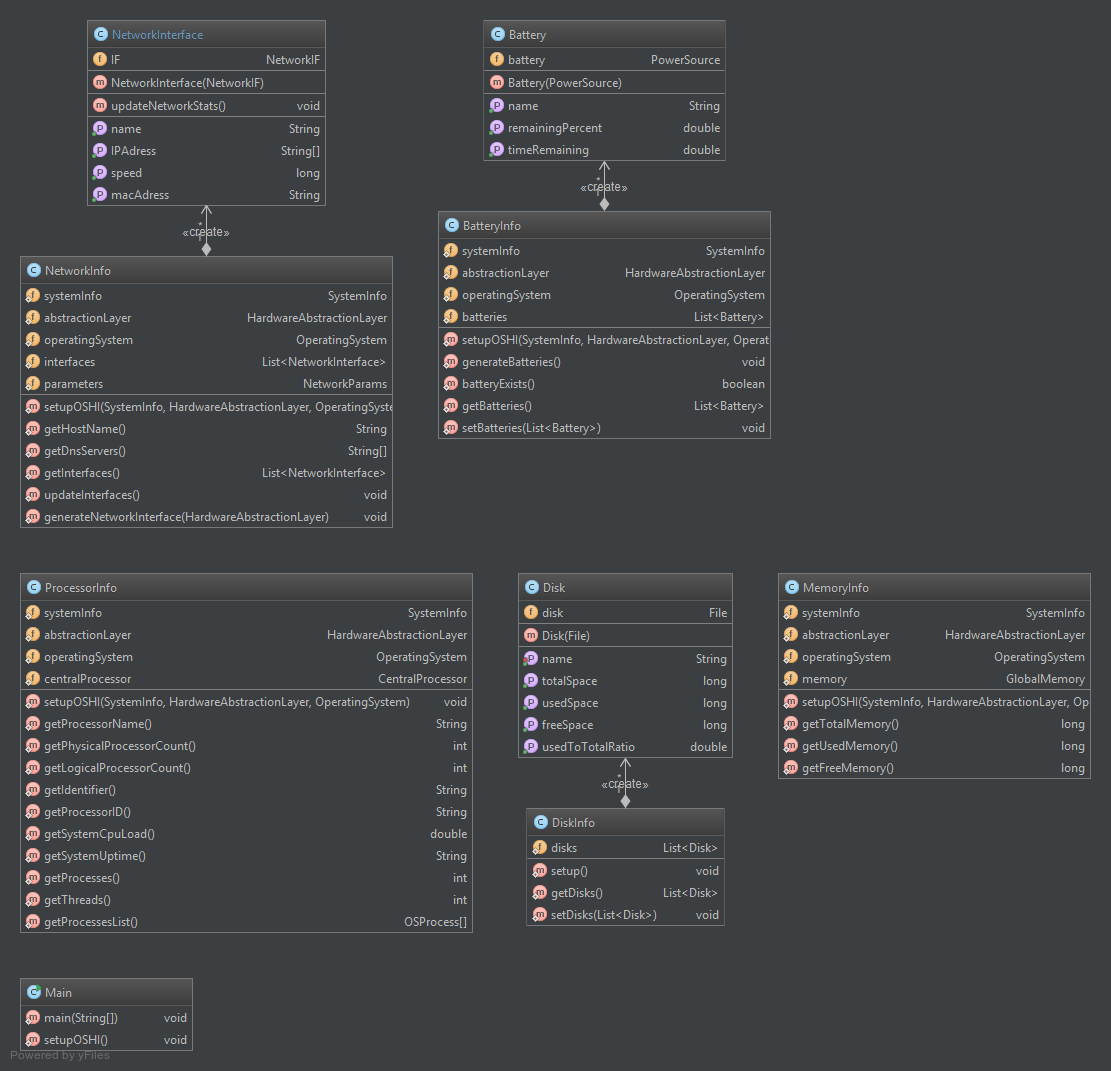 NetworkInterface
IF NetworkIF
NetworkInterface(NetworkIF)
updateNetworkStats() void
name String
IPAdress String[]
speed long
macAdress String
*
«create»
1
NetworkInfo
systemInfo SystemInfo
abstractionLayer HardwareAbstractionLayer
operatingSystem OperatingSystem
interfaces List<NetworkInterface>
parameters NetworkParams
setupOSHI(SystemInfo, HardwareAbstractionLayer, OperatingSyste
getHostName() String
getDnsServers() String[]
getInterfaces() List<NetworkInterface>
updateInterfaces() void
generateNetworkInterface(HardwareAbstractionLayer) void
Battery
battery PowerSource
Battery(PowerSource)
name String
remainingPercent double
timeRemaining double
*
«create»
1
BatteryInfo
systemInfo SystemInfo
abstractionLayer HardwareAbstractionLayer
operatingSystem OperatingSystem
batteries List<Battery>
setupOSHI(SystemInfo, HardwareAbstractionLayer, Operat
generateBatteries() void
batteryExists() boolean
getBatteries() List<Battery>
setBatteries(List<Battery>) void
ProcessorInfo
systemInfo SystemInfo
abstractionLayer HardwareAbstractionLayer
operatingSystem OperatingSystem
centralProcessor CentralProcessor
setupOSHI(SystemInfo, HardwareAbstractionLayer, OperatingSystem) void
getProcessorName() String
getPhysicalProcessorCount() int
getLogicalProcessorCount() int
getIdentifier() String
getProcessorID() String
getSystemCpuLoad() double
getSystemUptime() String
getProcesses() int
getThreads() int
getProcessesList() OSProcess[]
Disk
disk File
Disk(File)
name String
totalSpace long
usedSpace long
freeSpace long
usedToTotalRatio double
*
«create»
1
DiskInfo
disks List<Disk>
setup() void
getDisks() List<Disk>
setDisks(List<Disk>) void
MemoryInfo
systemInfo SystemInfo
abstractionLayer HardwareAbstractionLayer
operatingSystem OperatingSystem
memory GlobalMemory
setupOSHI(SystemInfo, HardwareAbstractionLayer, Op
getTotalMemory() long
getUsedMemory() long
getFreeMemory() long
Main
main(String[]) void
setupOSHI() void
Powered by yFiles